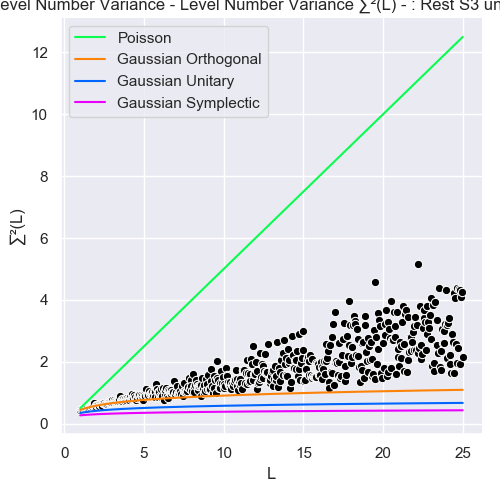 evel Number Variance - Level Number Variance ∑²(L) - : Rest S3 un
Poisson
Gaussian Orthogonal
Gaussian Unitary
Gaussian Symplectic
∑²(L)
12
10
8
6
4
2
0
0 5 10 15 20 25
L